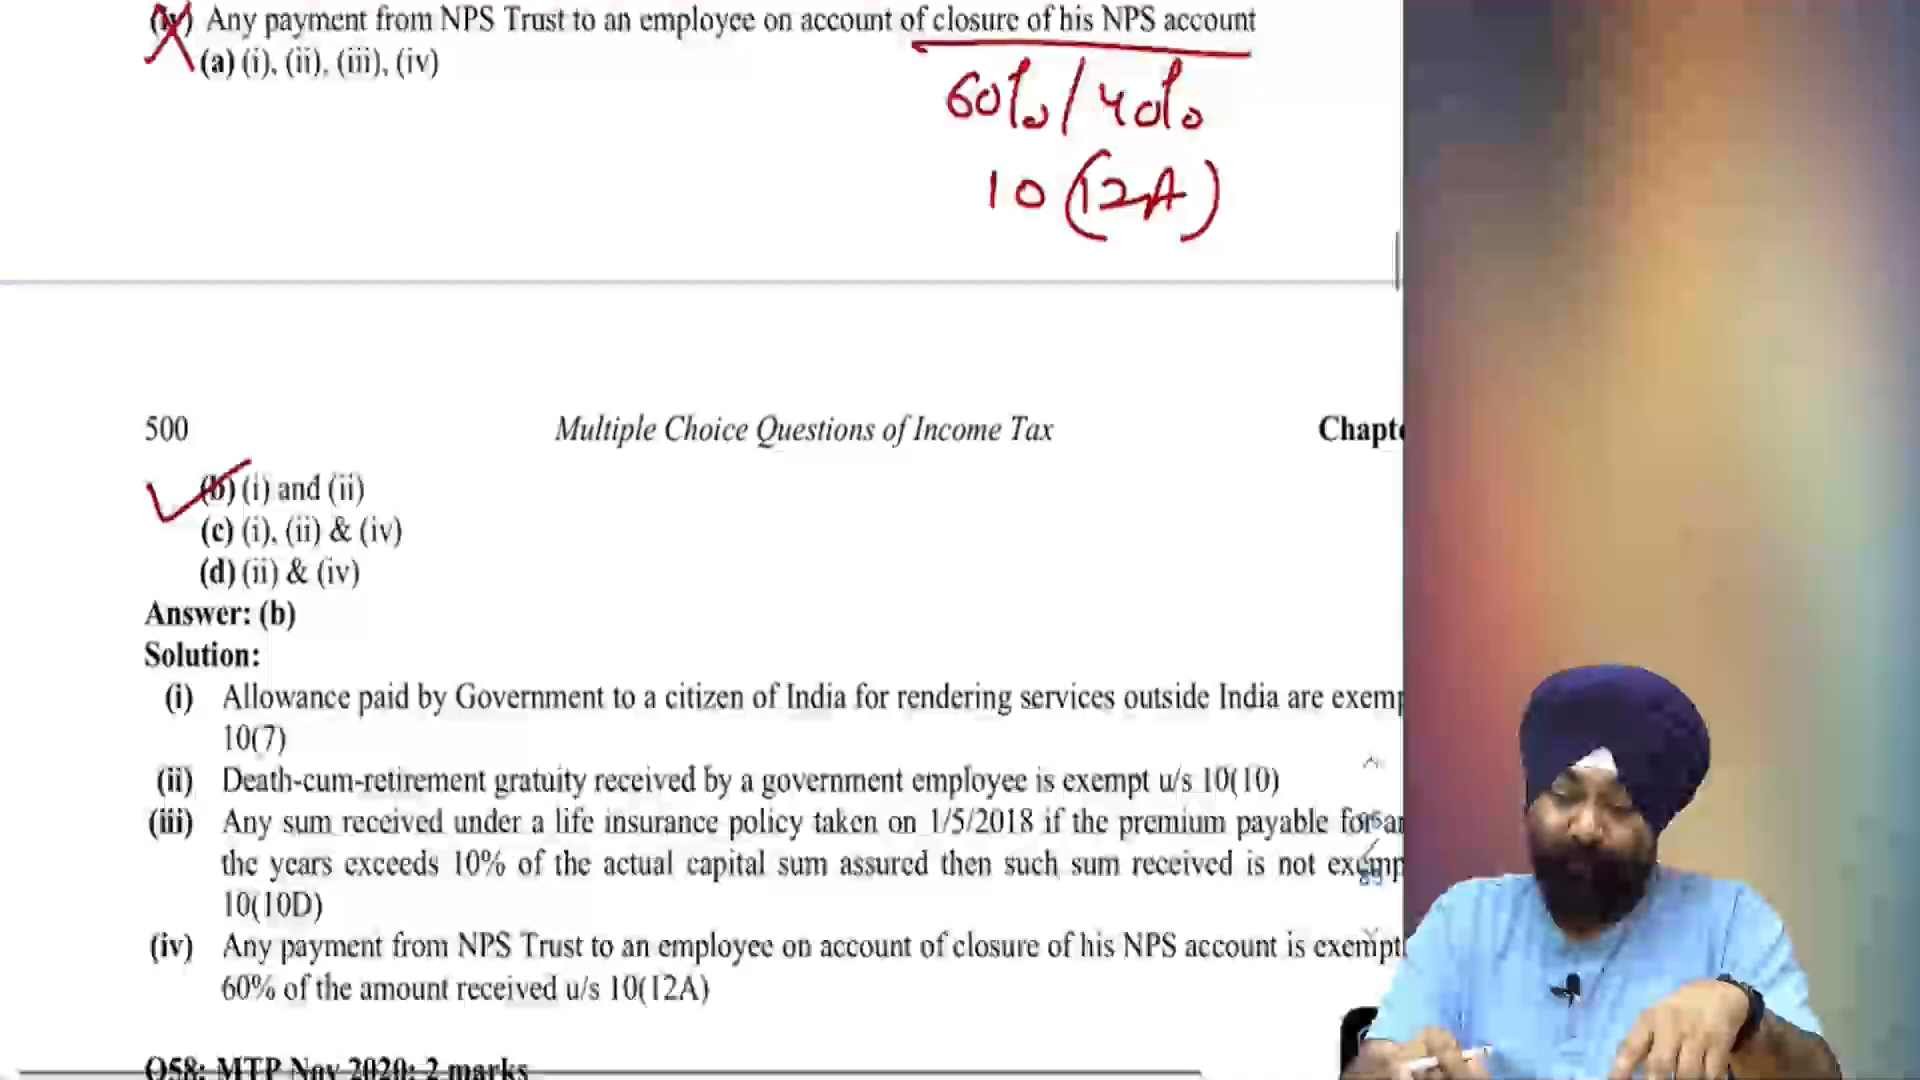 (iv) Any payment from NPS Trust to an employee on account of closure of his NPS account
(a) (i), (ii), (iii), (iv)
60%/40%
10(12A)
500 Multiple Choice Questions of Income Tax Chapte
(b) (i) and (ii)
(c) (i), (ii) & (iv)
(d) (ii) & (iv)
Answer: (b)
Solution:
(i) Allowance paid by Government to a citizen of India for rendering services outside India are exemp
10(7)
(ii) Death-cum-retirement gratuity received by a government employee is exempt u/s 10(10)
(iii) Any sum received under a life insurance policy taken on 1/5/2018 if the premium payable for an
the years exceeds 10% of the actual capital sum assured then such sum received is not exemp
10(10D)
(iv) Any payment from NPS Trust to an employee on account of closure of his NPS account is exempt
60% of the amount received u/s 10(12A)
Q58: MTP Nov 2020: 2 marks